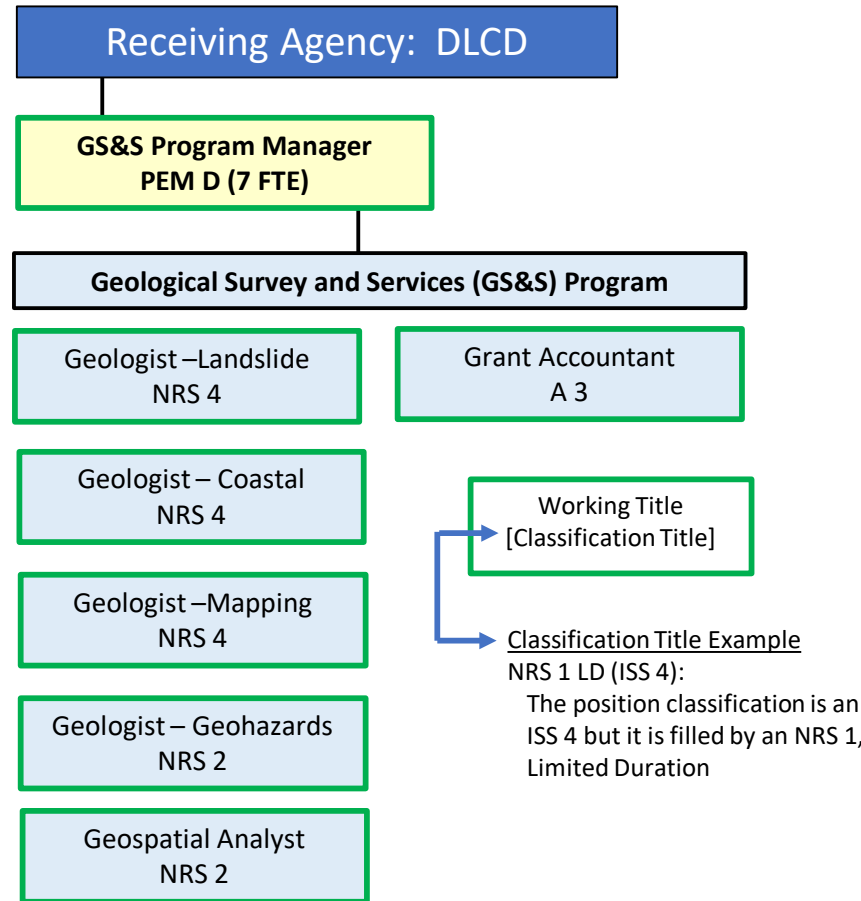 Receiving Agency: DLCD
GS&S Program Manager
PEM D (7 FTE)
Geological Survey and Services (GS&S) Program
Geologist –Landslide
NRS 4
Grant Accountant
A 3
Geologist – Coastal
NRS 4
Working Title
[Classification Title]
Geologist –Mapping
NRS 4
Classification Title Example
NRS 1 LD (ISS 4):
The position classification is an
ISS 4 but it is filled by an NRS 1,
Limited Duration
Geologist – Geohazards
NRS 2
Geospatial Analyst
NRS 2